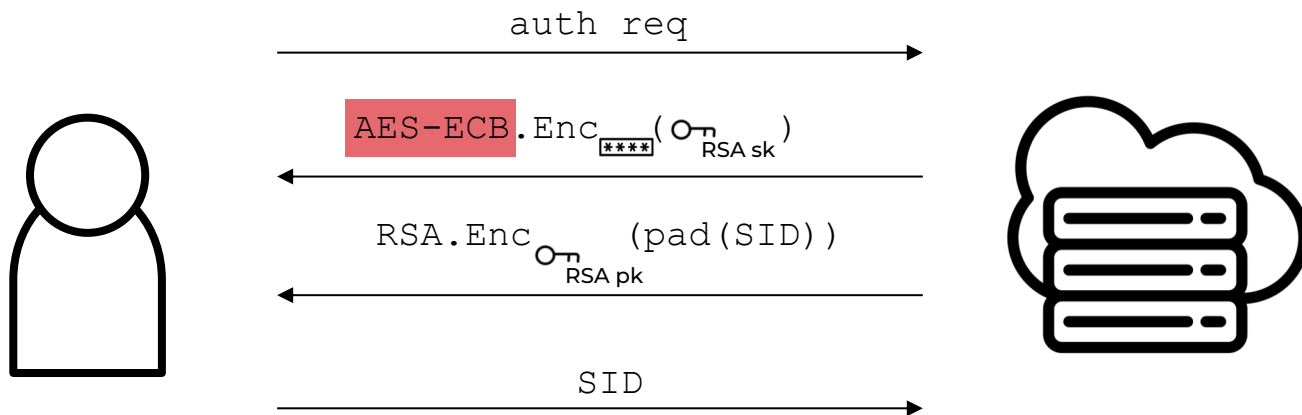 auth req
AES-ECB.Enc****( RSA sk)
RSA.Enc RSA pk (pad(SID))
SID